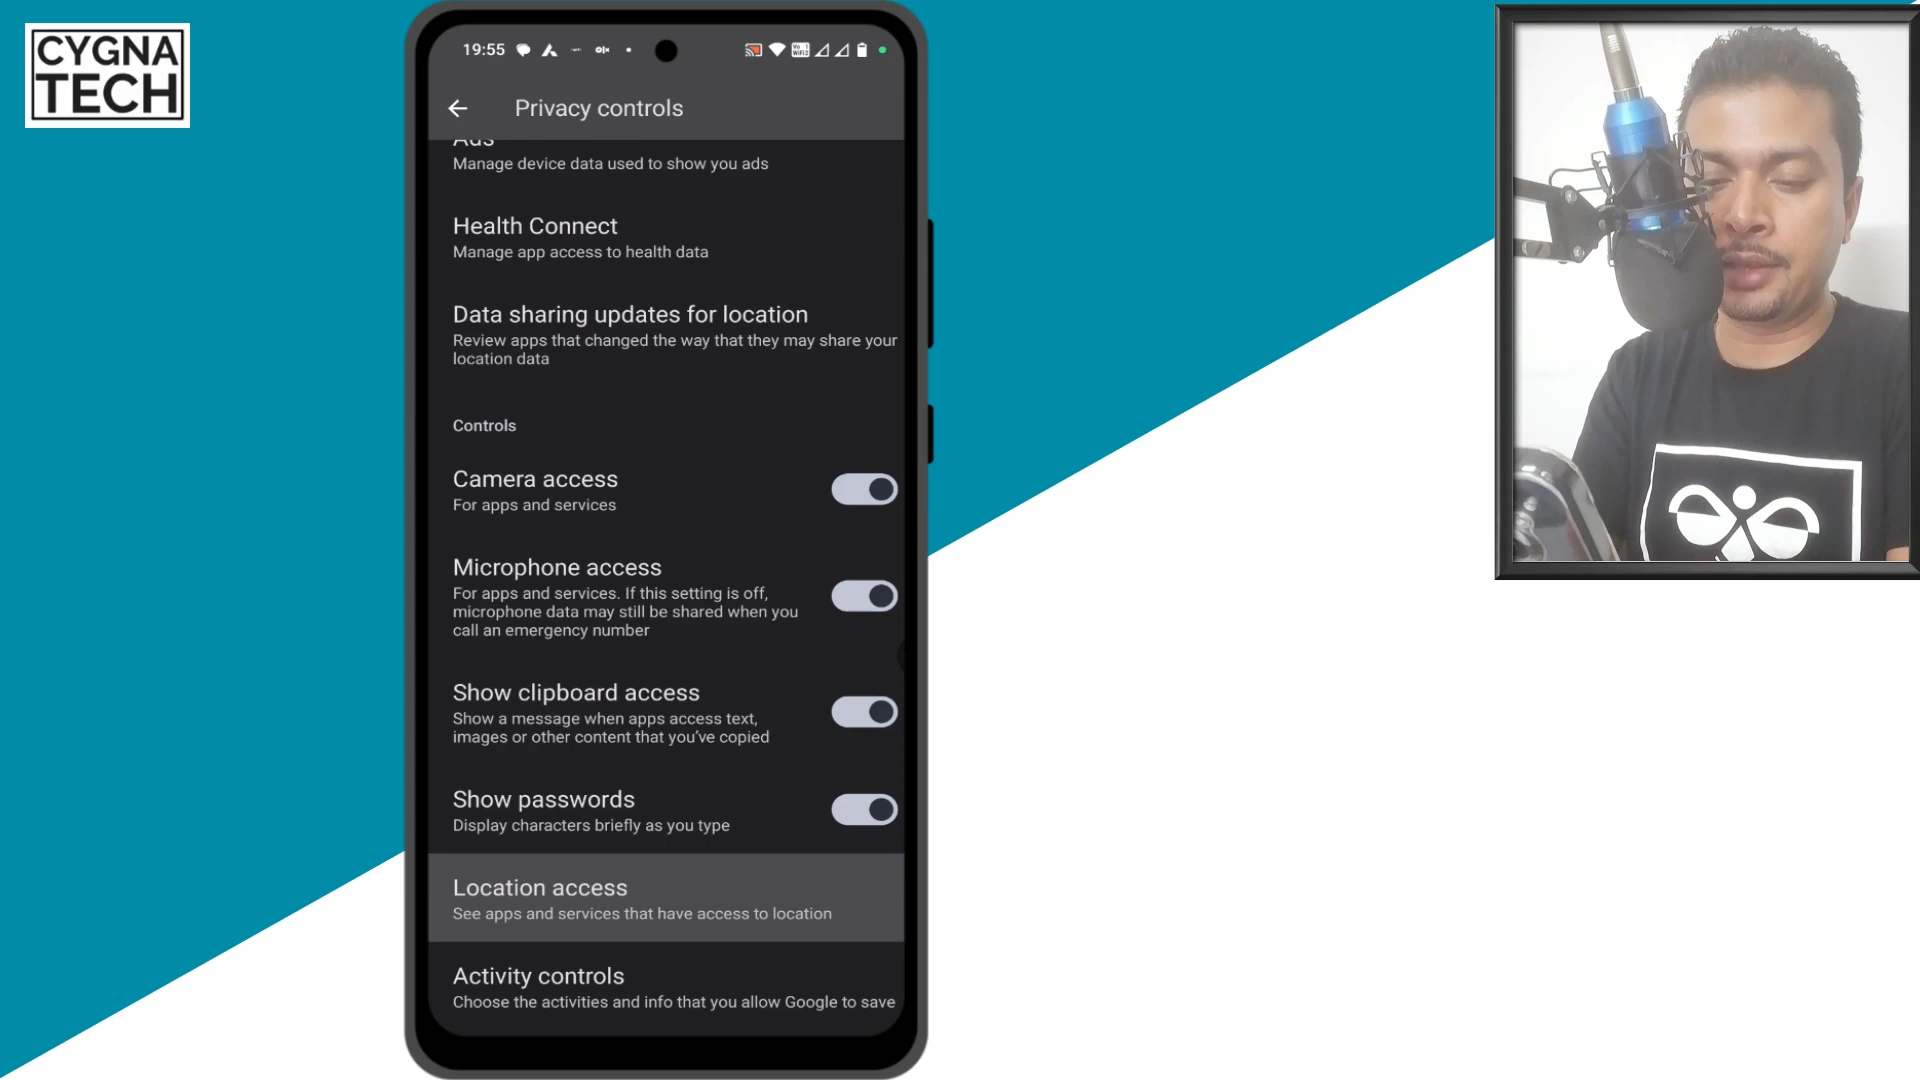 CYGNA
TECH
19:55
Privacy controls
Ads
Manage device data used to show you ads
Health Connect
Manage app access to health data
Data sharing updates for location
Review apps that changed the way that they may share your
location data
Controls
Camera access
For apps and services
Microphone access
For apps and services. If this setting is off,
microphone data may still be shared when you
call an emergency number
Show clipboard access
Show a message when apps access text,
images or other content that you've copied
Show passwords
Display characters briefly as you type
Location access
See apps and services that have access to location
Activity controls
Choose the activities and info that you allow Google to save